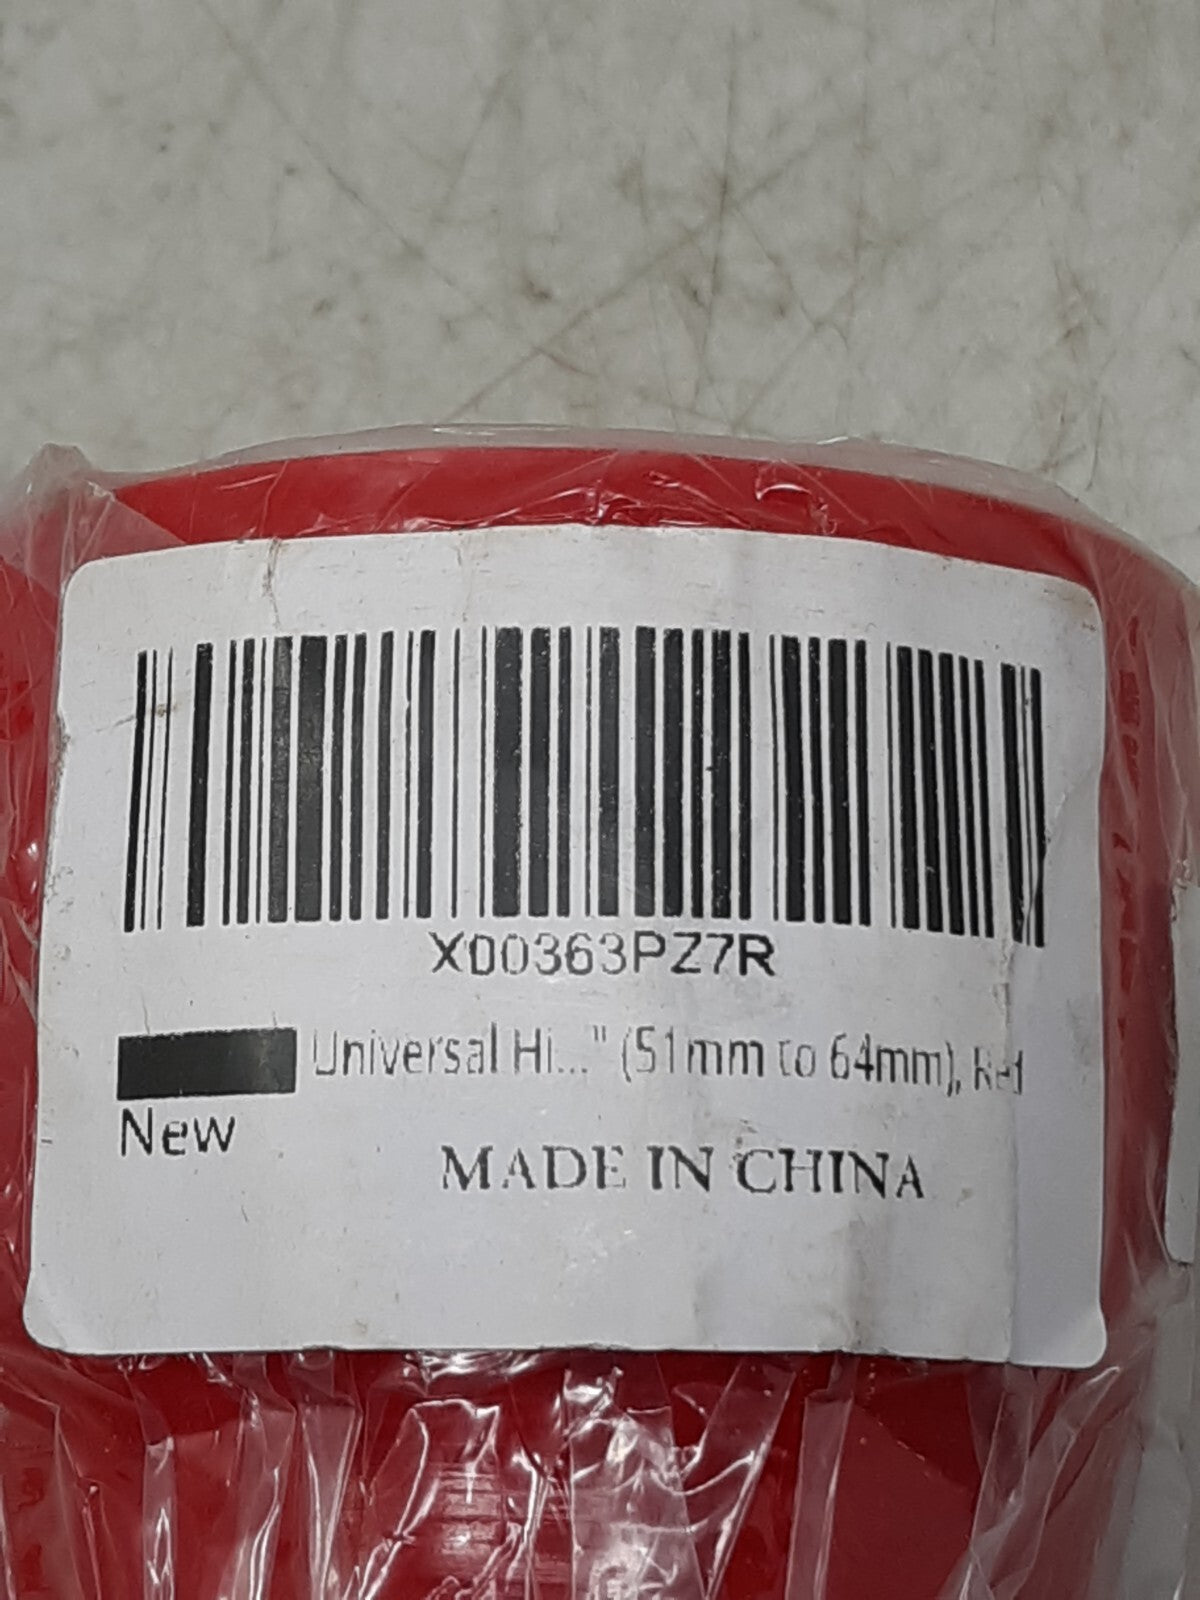 X00363PZ7R
Universal Hi..." (51mm to 64mm), Red
New
MADE IN CHINA